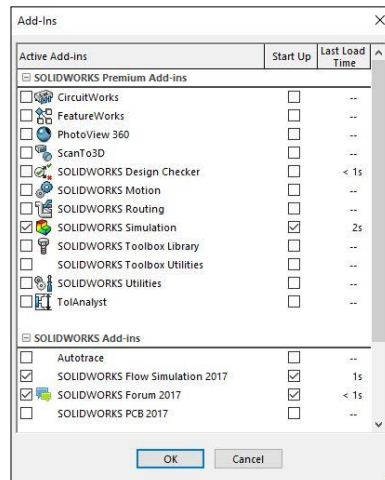 Add-Ins
Active Add-ins Start Up Last Load Time
SOLIDWORKS Premium Add-ins
CircuitWorks --
FeatureWorks --
PhotoView 360 --
ScanTo3D --
SOLIDWORKS Design Checker < 1s
SOLIDWORKS Motion --
SOLIDWORKS Routing --
SOLIDWORKS Simulation 2s
SOLIDWORKS Toolbox Library --
SOLIDWORKS Toolbox Utilities --
SOLIDWORKS Utilities --
TolAnalyst --
SOLIDWORKS Add-ins
Autotrace --
SOLIDWORKS Flow Simulation 2017 1s
SOLIDWORKS Forum 2017 < 1s
SOLIDWORKS PCB 2017 --
OK Cancel